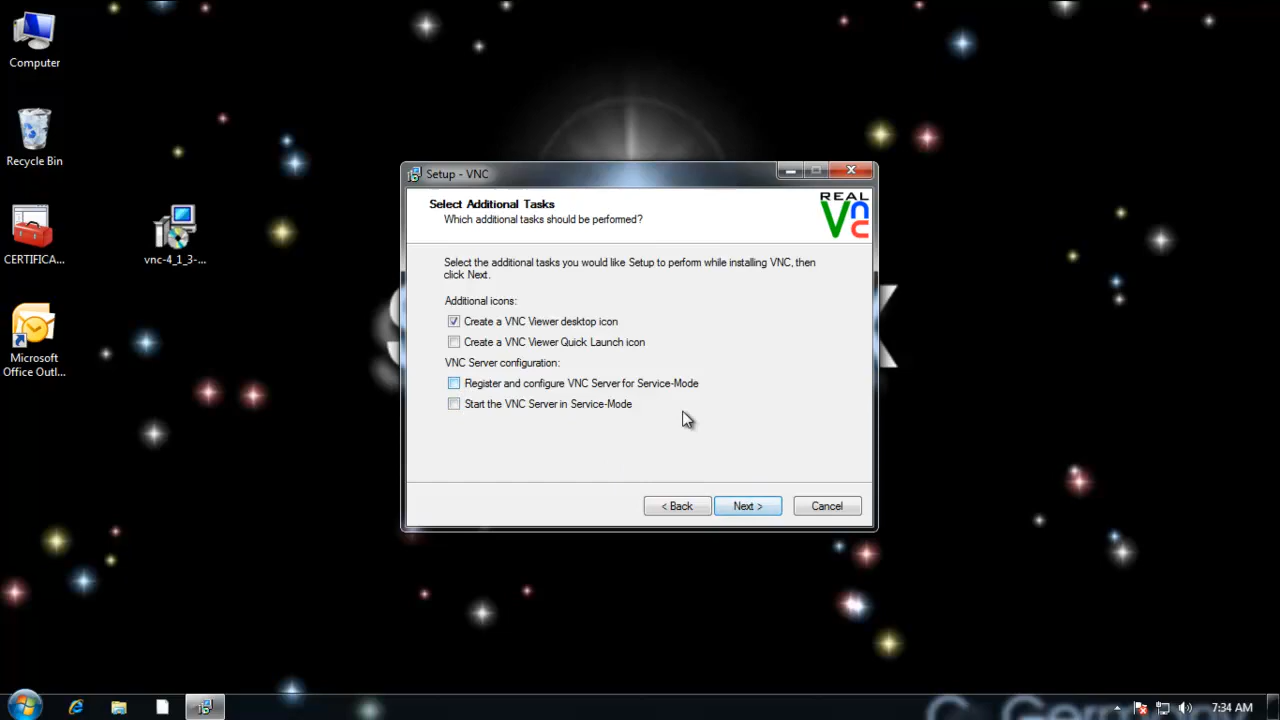 Computer
Recycle Bin
CERTIFICA...
vnc-4_1_3-...
Microsoft
Office Outl...
Setup - VNC
Select Additional Tasks
Which additional tasks should be performed?
REAL
Vnc
Select the additional tasks you would like Setup to perform while installing VNC, then
click Next.
Additional icons:
Create a VNC Viewer desktop icon
Create a VNC Viewer Quick Launch icon
VNC Server configuration:
Register and configure VNC Server for Service-Mode
Start the VNC Server in Service-Mode
< Back
Next >
Cancel
7:34 AM